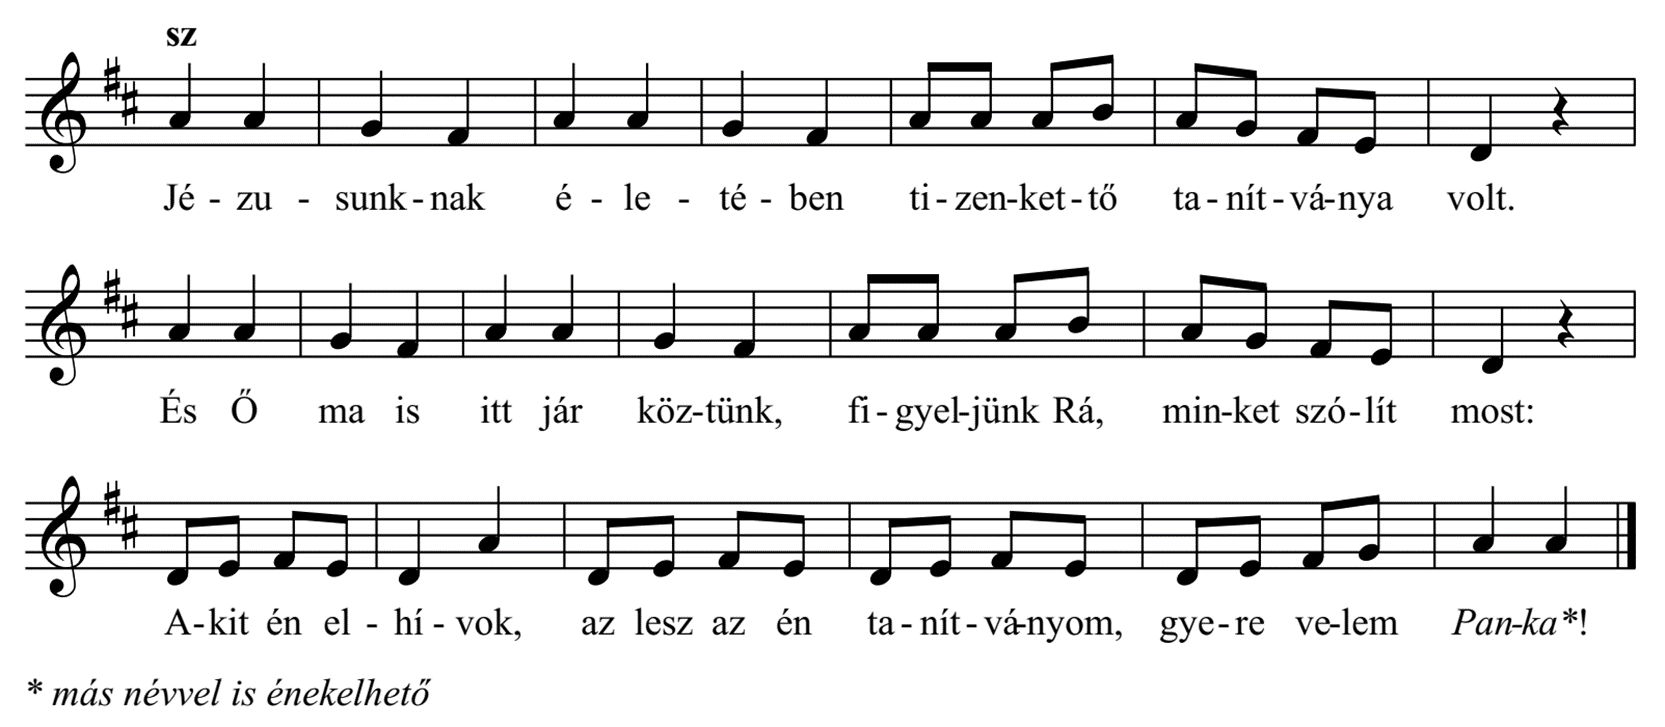 sz
Jé - zu - sunk - nak é - le - té - ben ti - zen - ket - tő ta - nít - vá - nya volt.
És Ő ma is itt jár köz - tünk, fi - gyel - jünk Rá, min - ket szó - lít most:
A - kit én el - hí - vok, az lesz az én ta - nít - vá - nyom, gye - re ve - lem Pan - ka*!
* más névvel is énekelhető